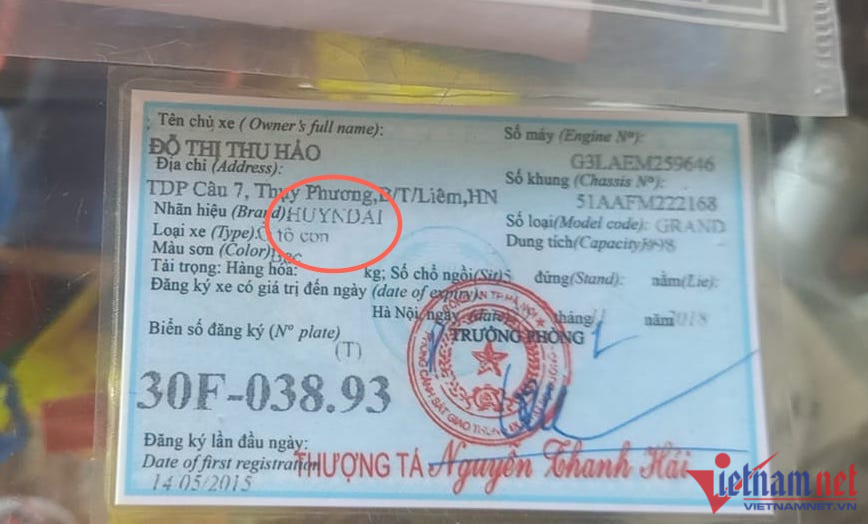 Tên chủ xe (Owner's full name):
ĐỖ THỊ THU HẢO
Địa chỉ (Address):
TDP Câu 7, Thụy Phương,B/T/Liêm,HN
Nhãn hiệu (Brand)HUYNDAI
Loại xe (Type): tô con
Màu sơn (Color):
Tải trọng: Hàng hóa: kg; Số chỗ ngồi(Sit)5 đứng(Stand): nằm(Lie):
Đăng ký xe có giá trị đến ngày (date of expiry)
Số máy (Engine Nº):
G3LAEM259646
Số khung (Chassis Nº):
51AAFM222168
Số loại(Model code): GRAND
Dung tích(Capacity)
Hà Nội, ngày (date) tháng năm 2018
Biển số đăng ký (Nº plate)
(T)
TRƯỞNG PHÒNG
30F-038.93
Đăng ký lần đầu ngày:
Date of first registration
14/05/2015
THƯỢNG TÁ Nguyễn Thanh Hải
Vietnamnet
VIETNAMNET.VN